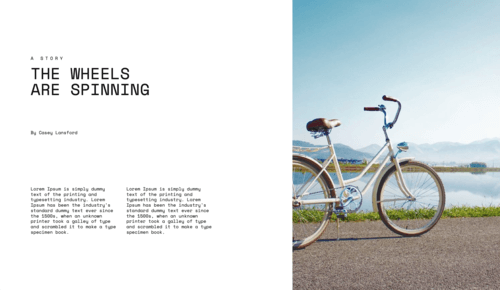 A STORY
THE WHEELS
ARE SPINNING
By Casey Lansford
Lorem Ipsum is simply dummy
text of the printing and
typesetting industry. Lorem
Ipsum has been the industry's
standard dummy text ever since
the 1500s, when an unknown
printer took a galley of type
and scrambled it to make a type
specimen book.
Lorem Ipsum is simply dummy
text of the printing and
typesetting industry. Lorem
Ipsum has been the industry's
standard dummy text ever since
the 1500s, when an unknown
printer took a galley of type
and scrambled it to make a type
specimen book.